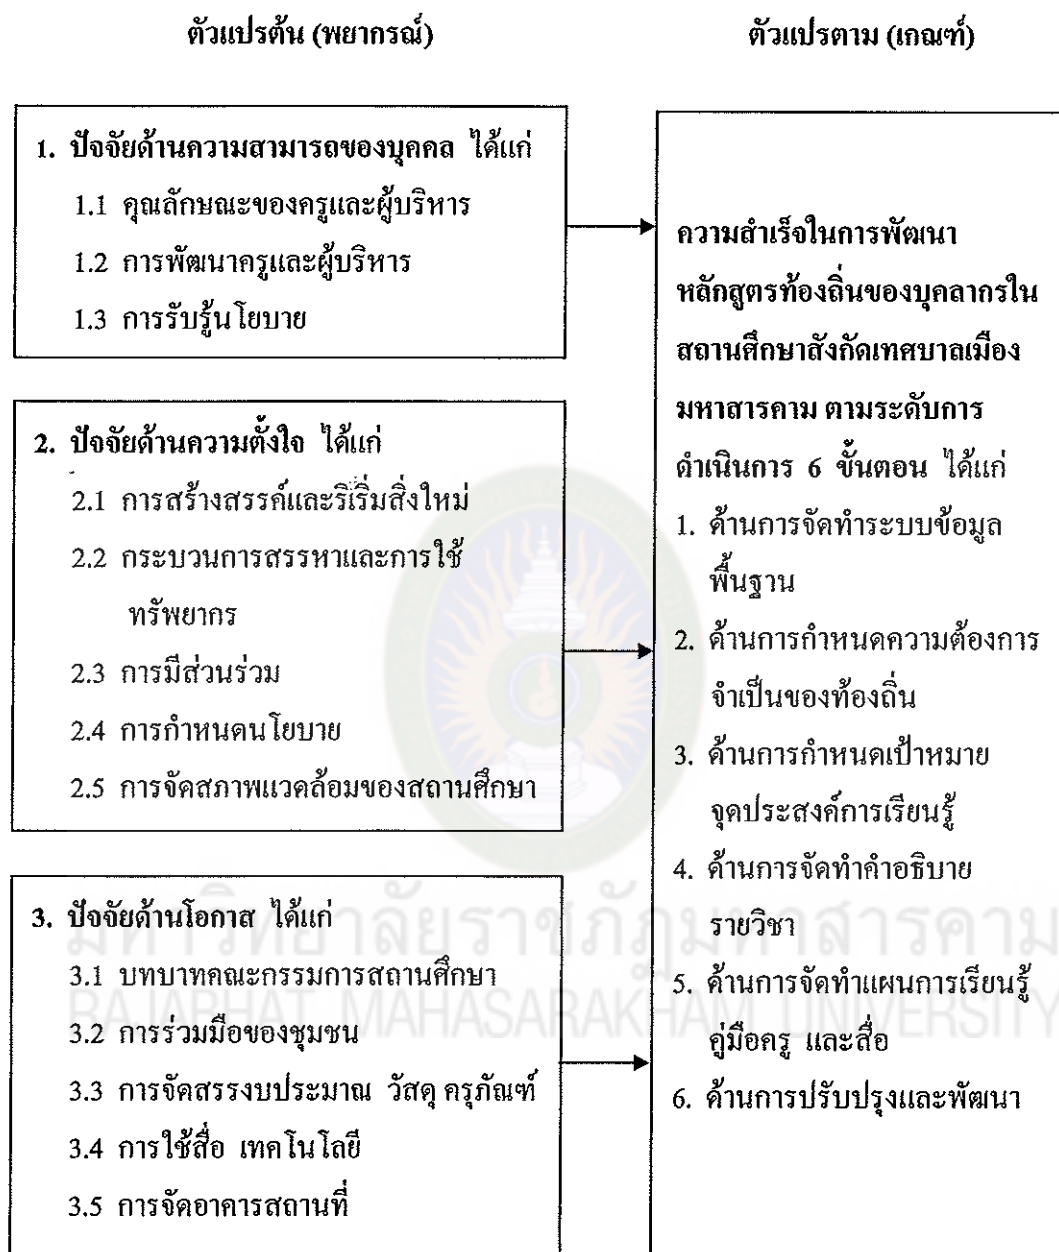 ตัวแปรต้น (พยากรณ์)
ตัวแปรตาม (เกณฑ์)
1. ปัจจัยด้านความสามารถของบุคคล ได้แก่
1.1 คุณลักษณะของครูและผู้บริหาร
1.2 การพัฒนาครูและผู้บริหาร
1.3 การรับรู้นโยบาย
2. ปัจจัยด้านความตั้งใจ ได้แก่
2.1 การสร้างสรรค์และริเริ่มสิ่งใหม่
2.2 กระบวนการสรรหาและการใช้
ทรัพยากร
2.3 การมีส่วนร่วม
2.4 การกำหนดนโยบาย
2.5 การจัดสภาพแวดล้อมของสถานศึกษา
3. ปัจจัยด้านโอกาส ได้แก่
3.1 บทบาทคณะกรรมการสถานศึกษา
3.2 การร่วมมือของชุมชน
3.3 การจัดสรรงบประมาณ วัสดุ ครุภัณฑ์
3.4 การใช้สื่อ เทคโนโลยี
3.5 การจัดอาคารสถานที่
ความสำเร็จในการพัฒนา
หลักสูตรท้องถิ่นของบุคลากรใน
สถานศึกษาสังกัดเทศบาลเมือง
มหาสารคาม ตามระดับการ
ดำเนินการ 6 ขั้นตอน ได้แก่
1. ด้านการจัดทำระบบข้อมูล
พื้นฐาน
2. ด้านการกำหนดความต้องการ
จำเป็นของท้องถิ่น
3. ด้านการกำหนดเป้าหมาย
จุดประสงค์การเรียนรู้
4. ด้านการจัดทำคำอธิบาย
รายวิชา
5. ด้านการจัดทำแผนการเรียนรู้
คู่มือครู และสื่อ
6. ด้านการปรับปรุงและพัฒนา
มหาวิทยาลัยราชภัฏมหาสารคาม
RAJABHAT MAHASARAKHAM UNIVERSITY